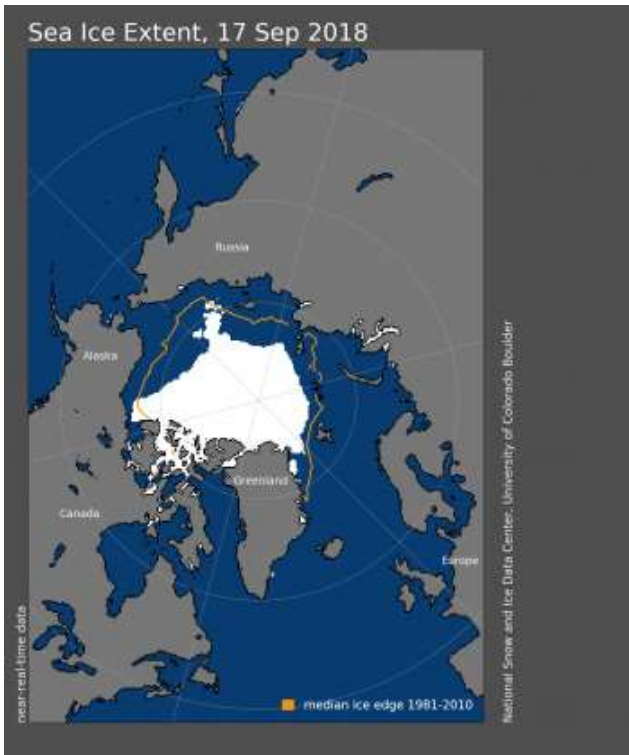 Sea Ice Extent, 17 Sep 2018
Russia
Alaska
Greenland
Canada
Europe
near-real-time data
median ice edge 1981-2010
National Snow and Ice Data Center, University of Colorado Boulder